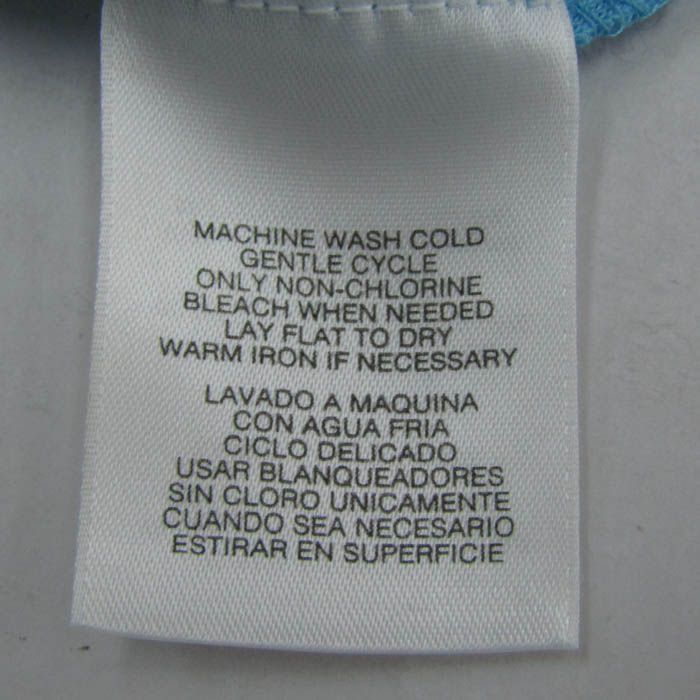 MACHINE WASH COLD
GENTLE CYCLE
ONLY NON-CHLORINE
BLEACH WHEN NEEDED
LAY FLAT TO DRY
WARM IRON IF NECESSARY
LAVADO A MAQUINA
CON AGUA FRIA
CICLO DELICADO
USAR BLANQUEADORES
SIN CLORO UNICAMENTE
CUANDO SEA NECESARIO
ESTIRAR EN SUPERFICIE